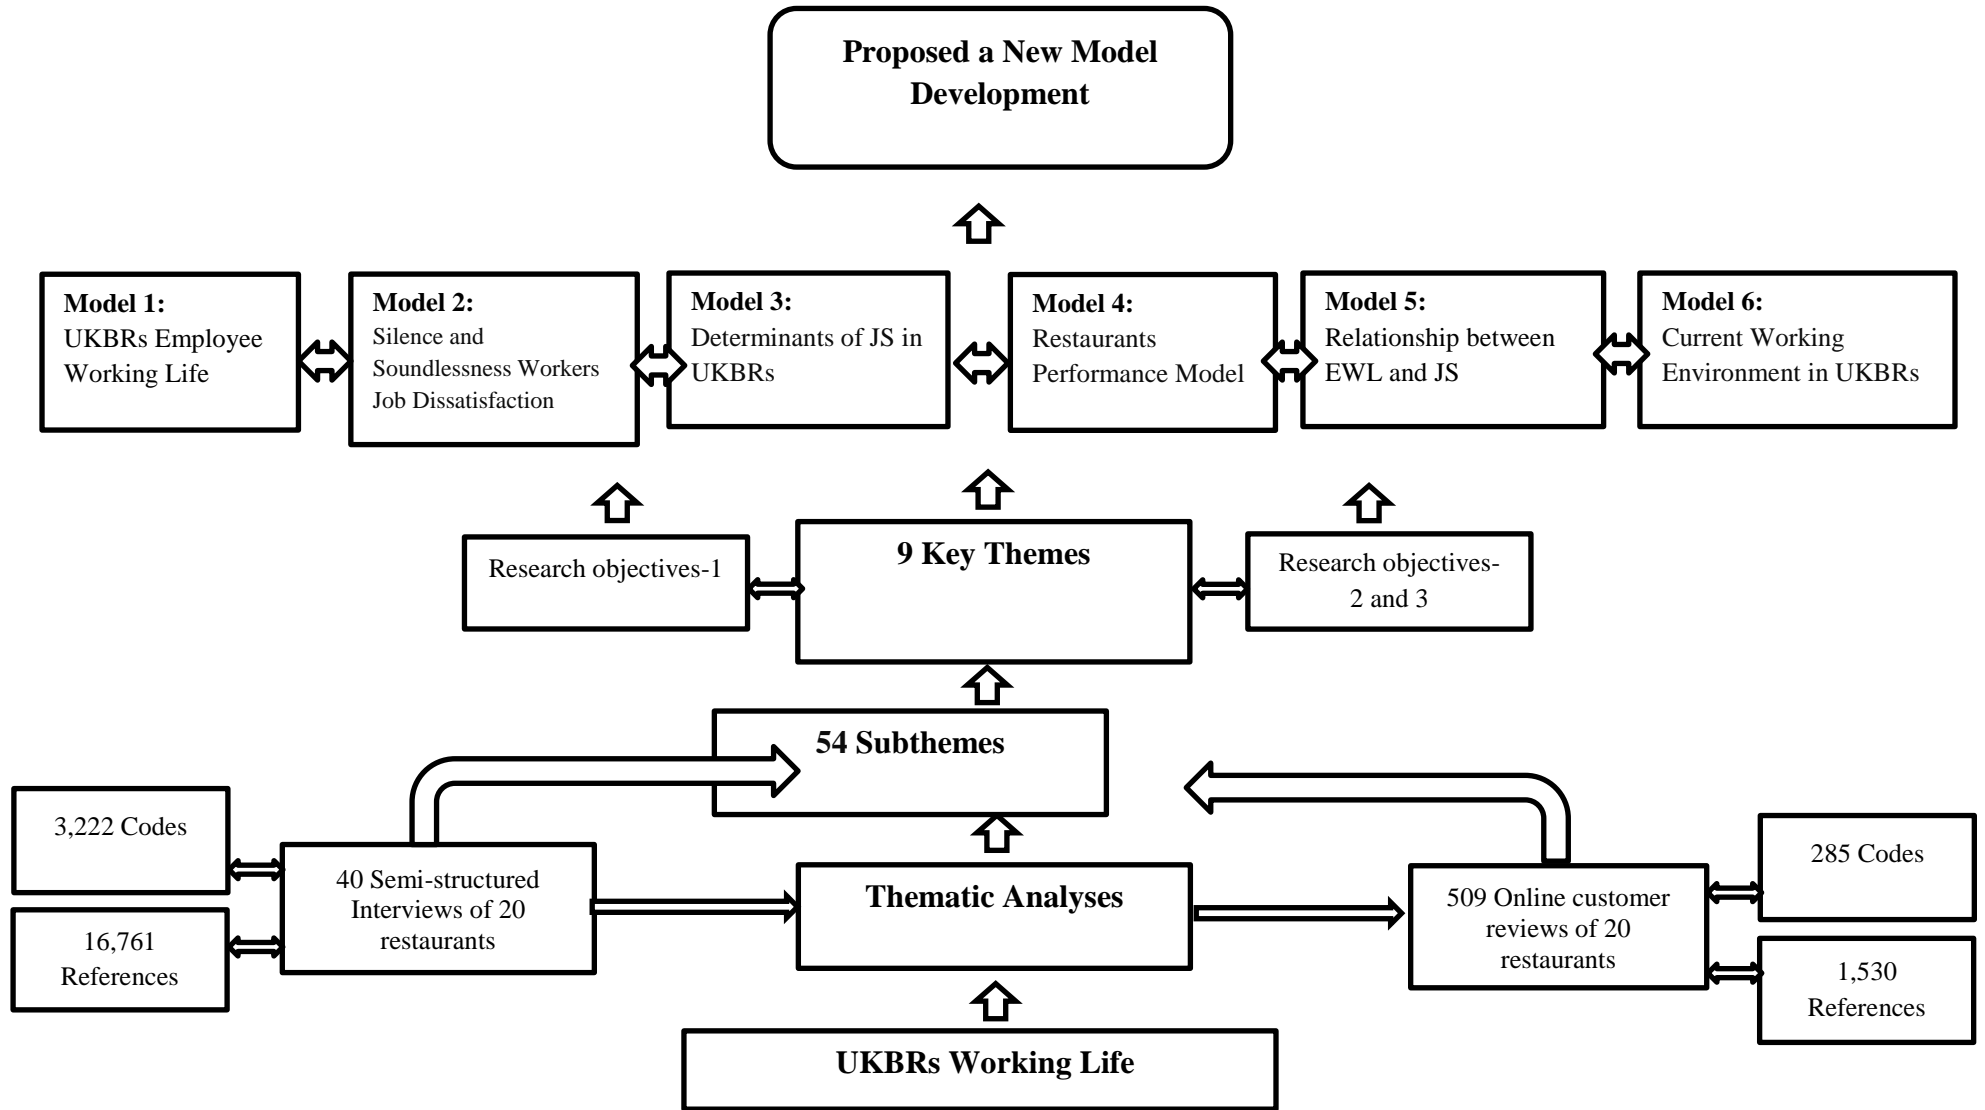 Proposed a New Model
Development
Model 1:
UKBRs Employee
Working Life
Model 2:
Silence and
Soundlessness Workers
Job Dissatisfaction
Model 3:
Determinants of JS in
UKBRs
Model 4:
Restaurants
Performance Model
Model 5:
Relationship between
EWL and JS
Model 6:
Current Working
Environment in UKBRs
Research objectives-1
9 Key Themes
Research objectives-
2 and 3
54 Subthemes
3,222 Codes
16,761
References
40 Semi-structured
Interviews of 20
restaurants
Thematic Analyses
509 Online customer
reviews of 20
restaurants
285 Codes
1,530
References
UKBRs Working Life